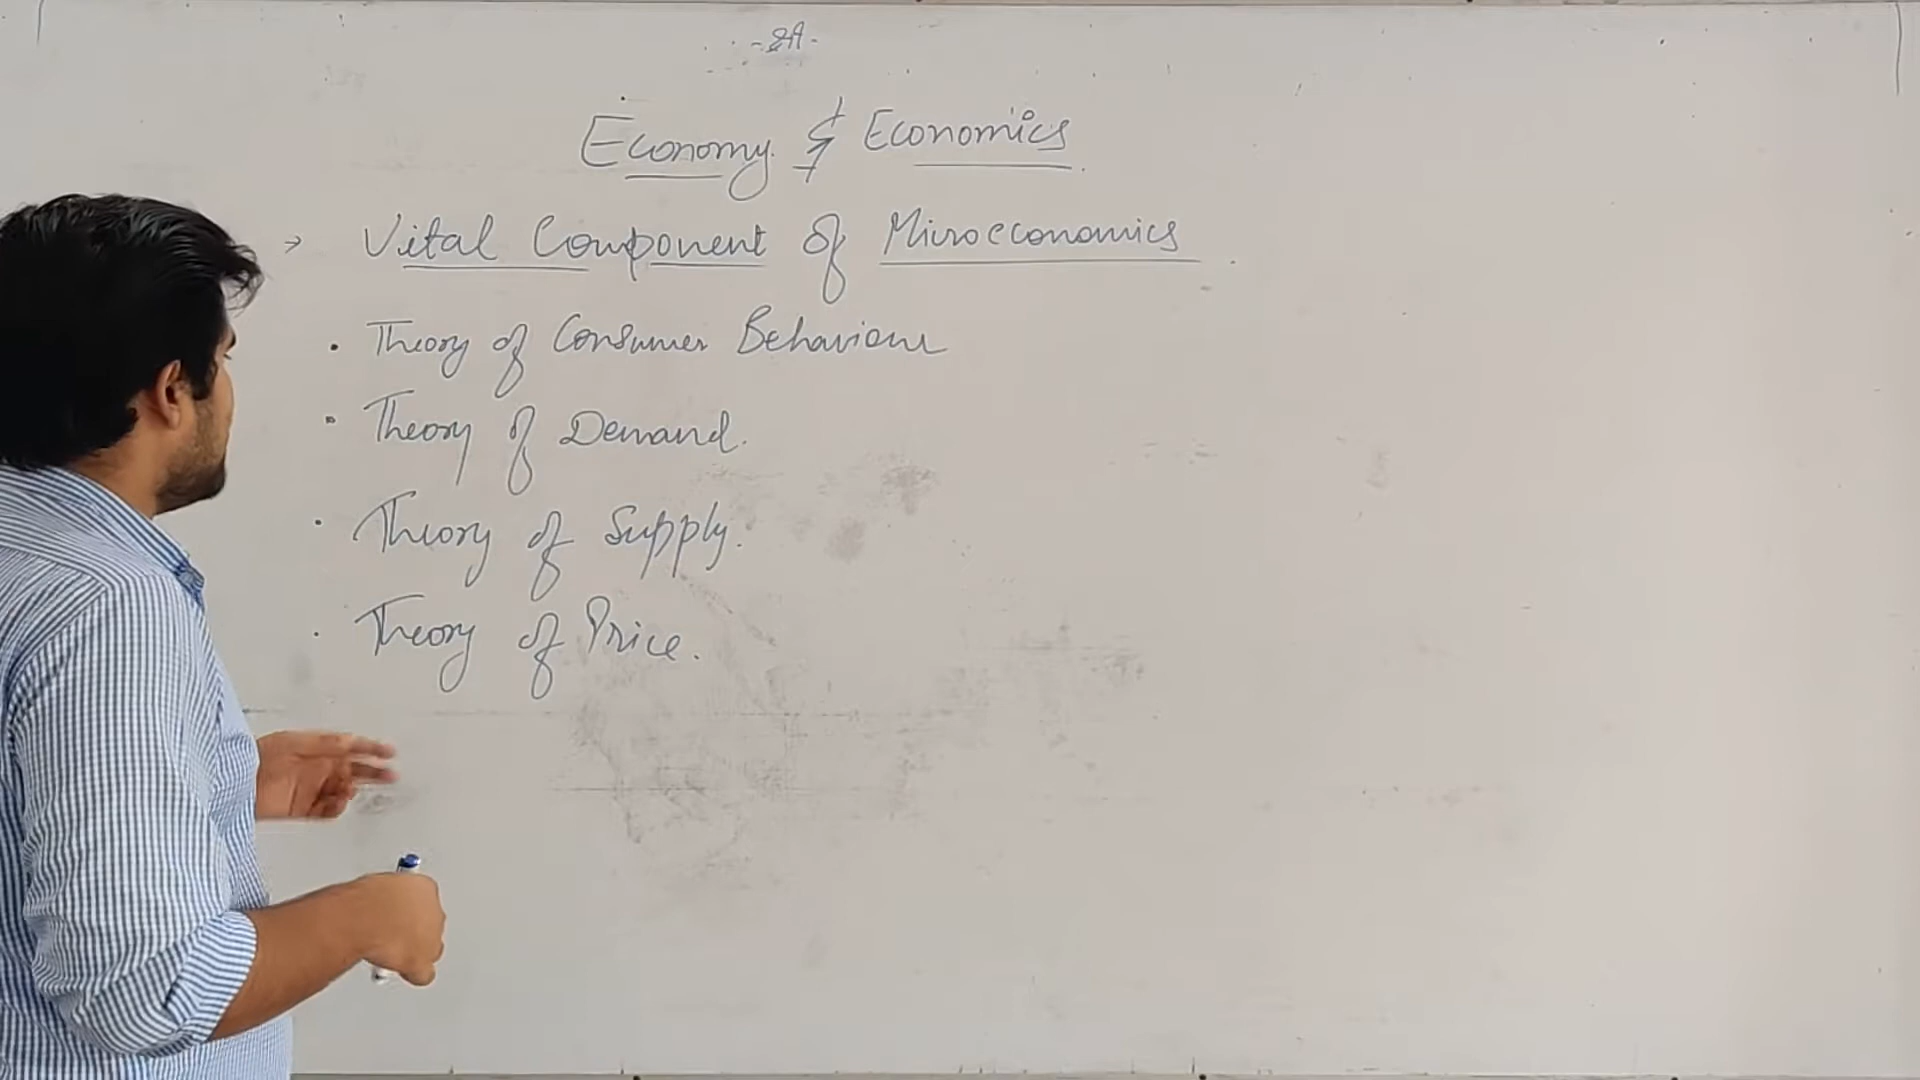 Economy & Economics
→ Vital Component of Microeconomics.
• Theory of Consumer Behaviour
• Theory of Demand.
• Theory of Supply.
• Theory of Price.